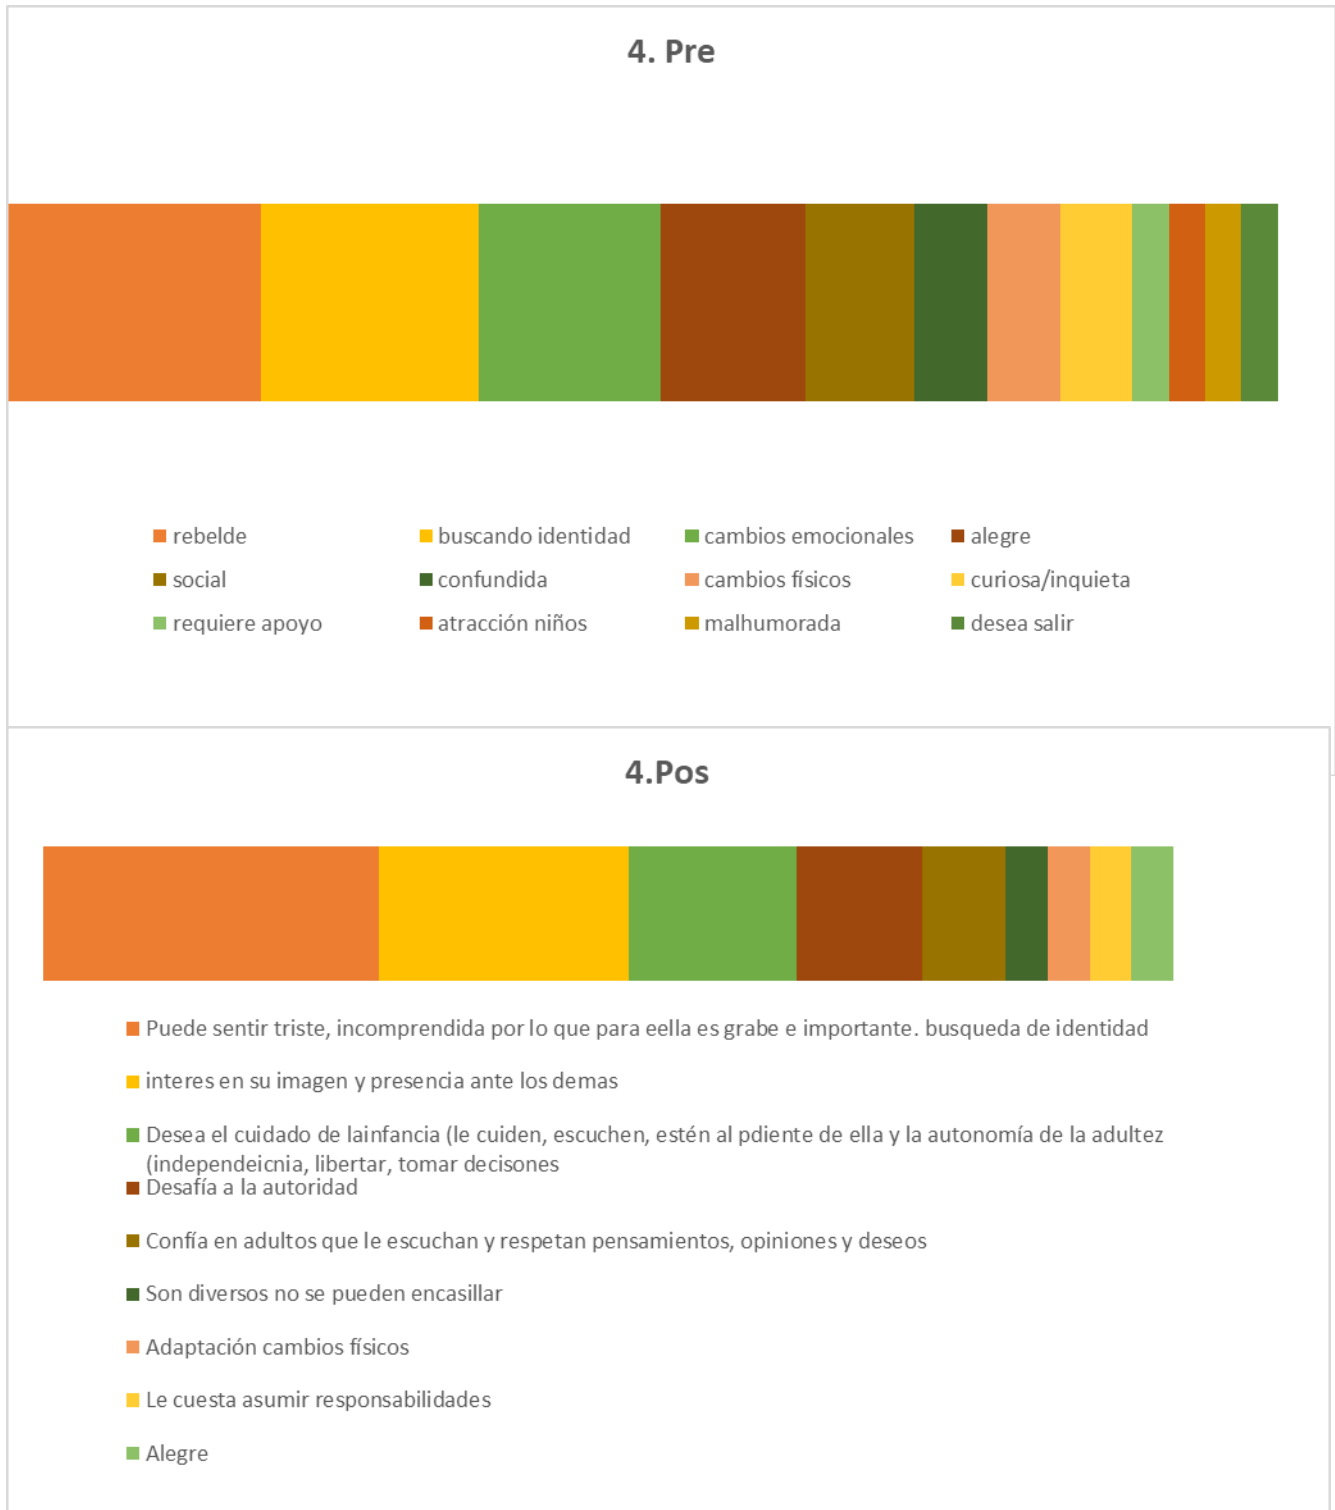 4. Pre
rebelde buscando identidad cambios emocionales alegre
social confundida cambios físicos curiosa/inquieta
requiere apoyo atracción niños malhumorada desea salir
4.Pos
Puede sentir triste, incomprendida por lo que para eella es grabe e importante. busqueda de identidad
interes en su imagen y presencia ante los demas
Desea el cuidado de lainfancia (le cuiden, escuchen, estén al pdiente de ella y la autonomía de la adultez
(independeicnia, libertar, tomar decisones
Desafía a la autoridad
Confía en adultos que le escuchan y respetan pensamientos, opiniones y deseos
Son diversos no se pueden encasillar
Adaptación cambios físicos
Le cuesta asumir responsabilidades
Alegre